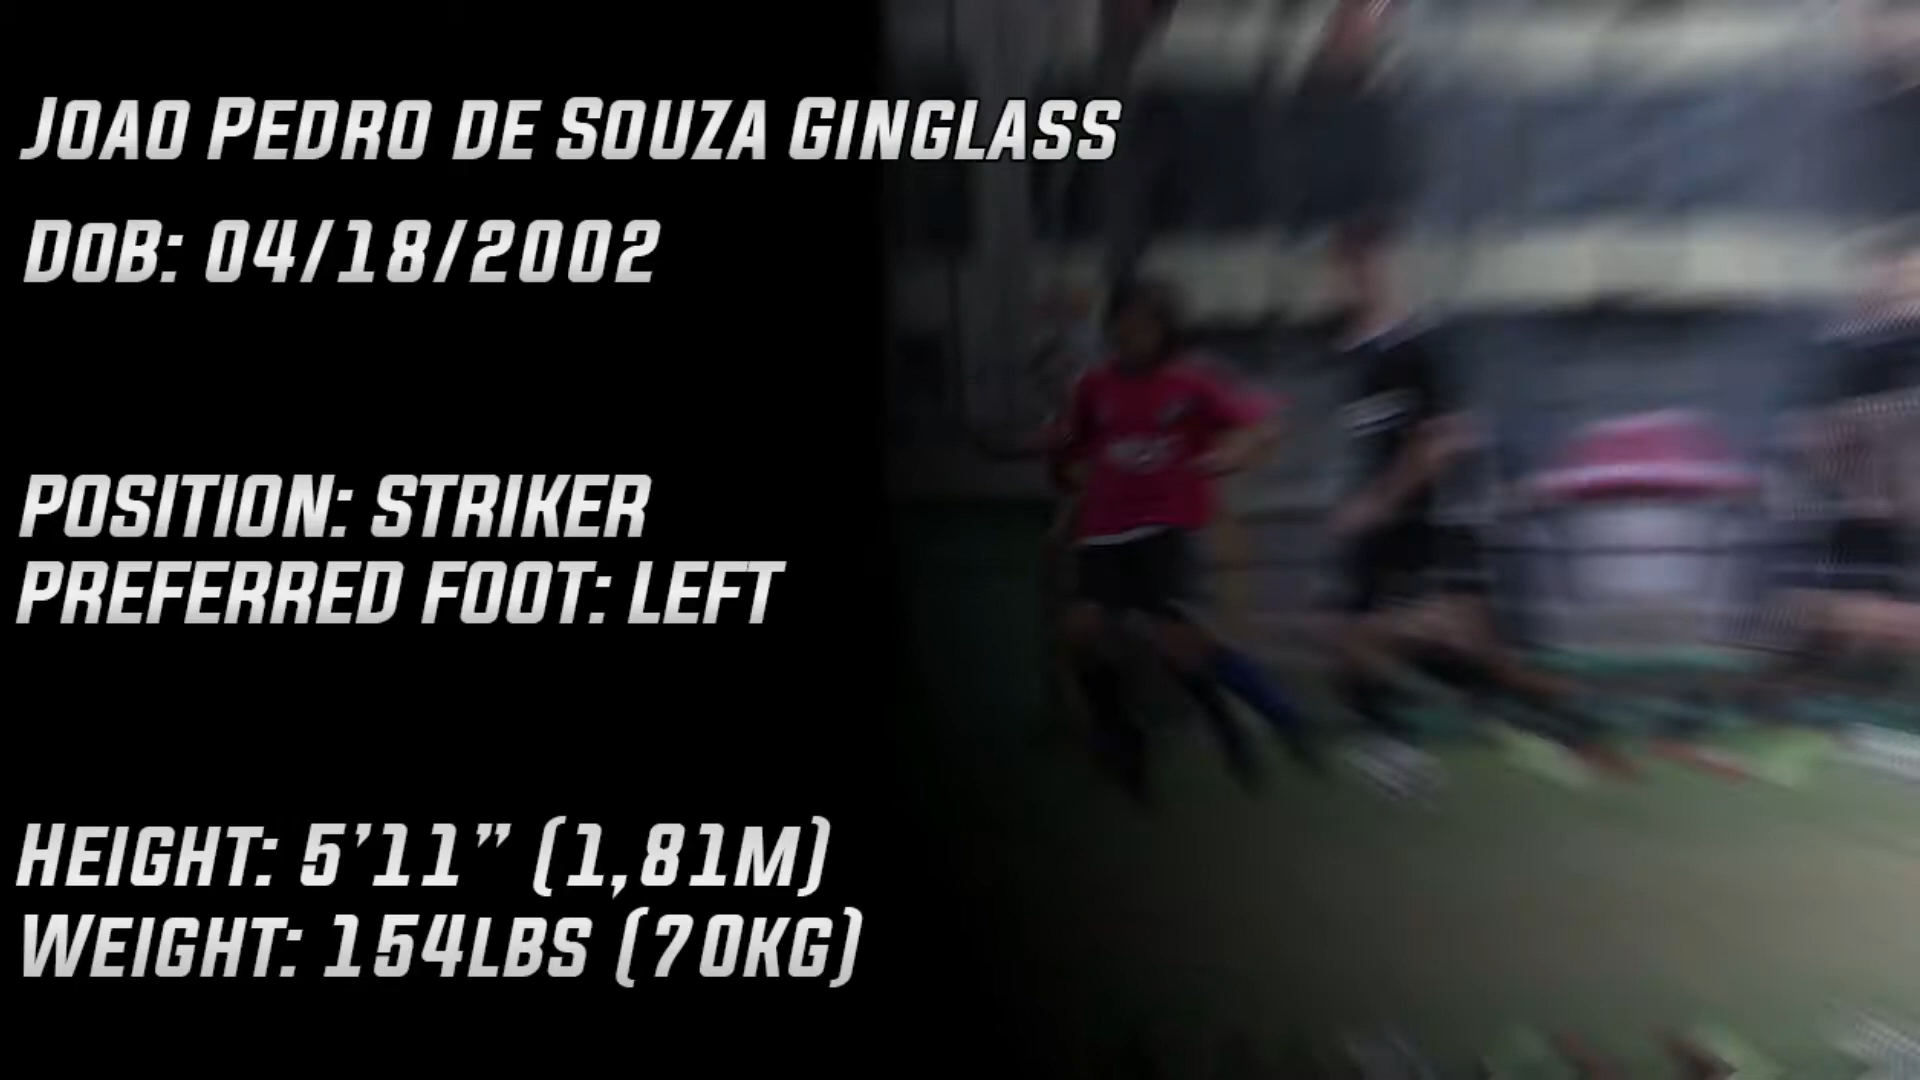 Joao Pedro de Souza Ginglass
DoB: 04/18/2002
POSITION: STRIKER
PREFERRED FOOT: LEFT
Height: 5’11” (1,81m)
Weight: 154lbs (70kg)